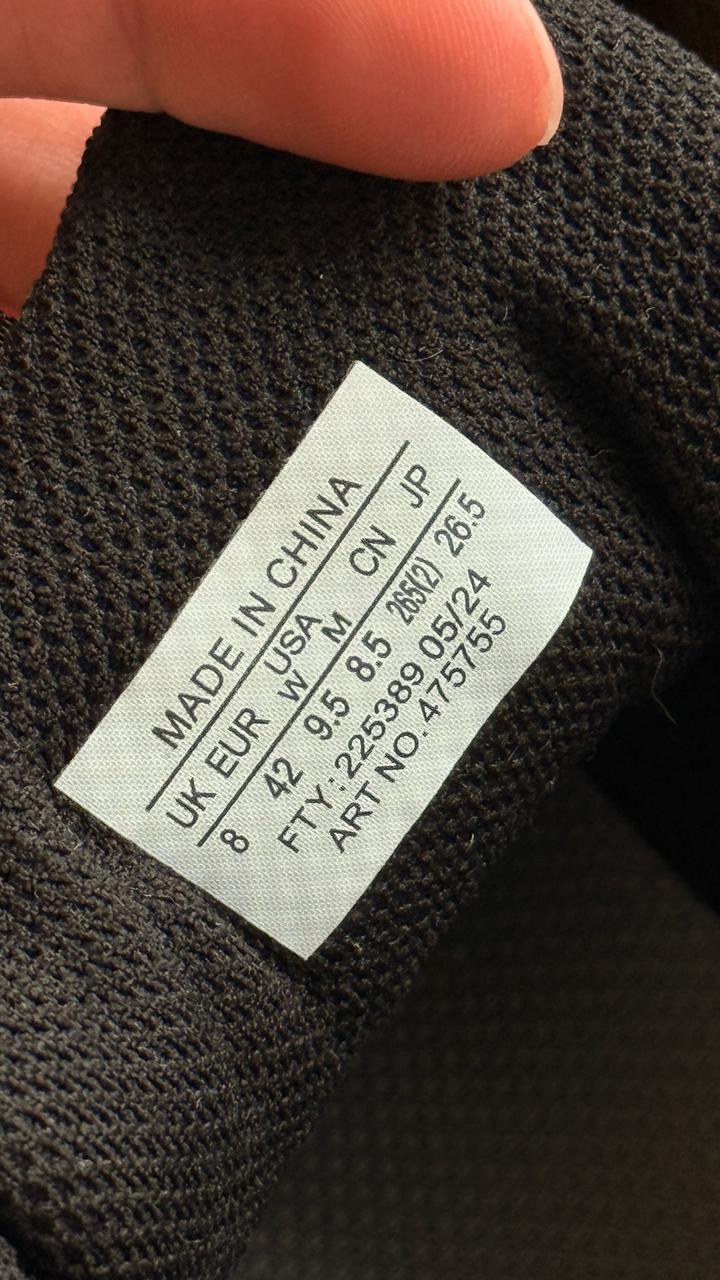 MADE IN CHINA
UK EUR USA CN JP
W M
8 42 9.5 8.5 265(2) 26.5
FTY:225389 05/24
ART NO.475755